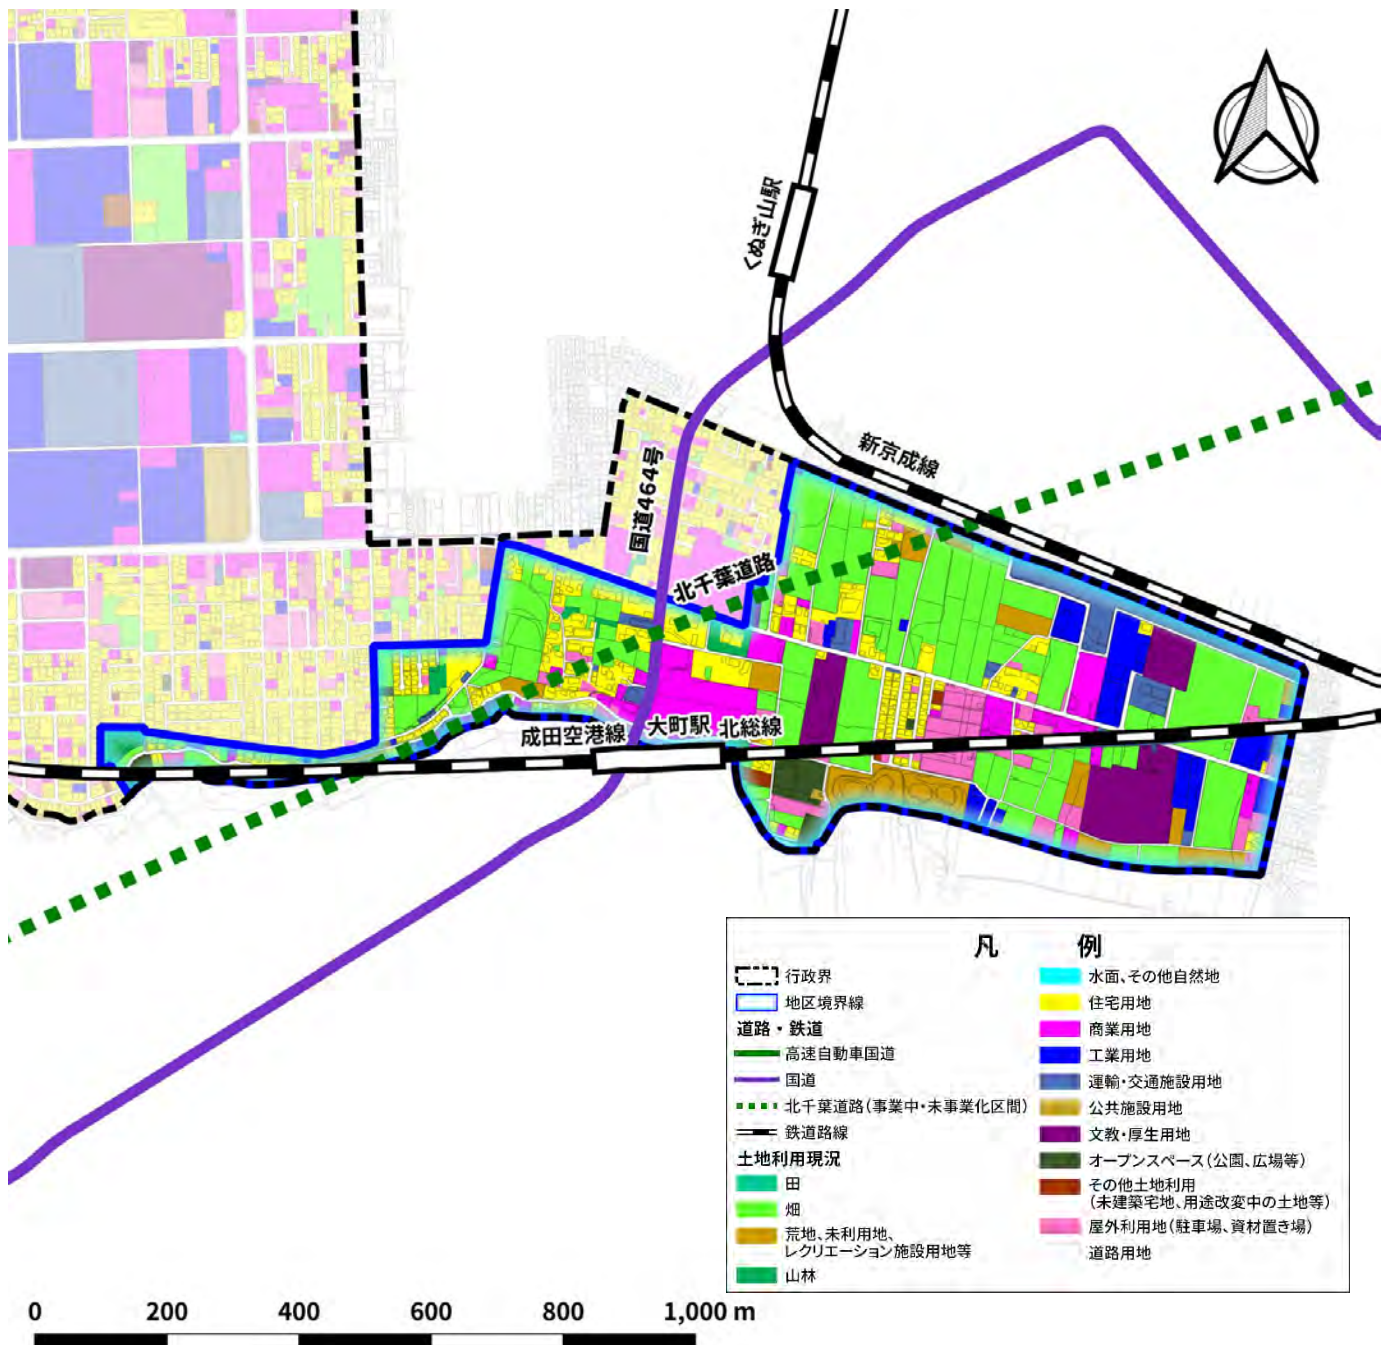 くぬぎ山駅
新京成線
国道464号
北千葉道路
成田空港線
大町駅
北総線
凡 例
行政界
地区境界線
道路・鉄道
高速自動車国道
国道
北千葉道路(事業中・未事業化区間)
鉄道路線
土地利用現況
田
畑
荒地、未利用地、
レクリエーション施設用地等
山林
水面、その他自然地
住宅用地
商業用地
工業用地
運輸・交通施設用地
公共施設用地
文教・厚生用地
オープンスペース(公園、広場等)
その他土地利用
(未建築宅地、用途改変中の土地等)
屋外利用地(駐車場、資材置き場)
道路用地
0 200 400 600 800 1,000 m